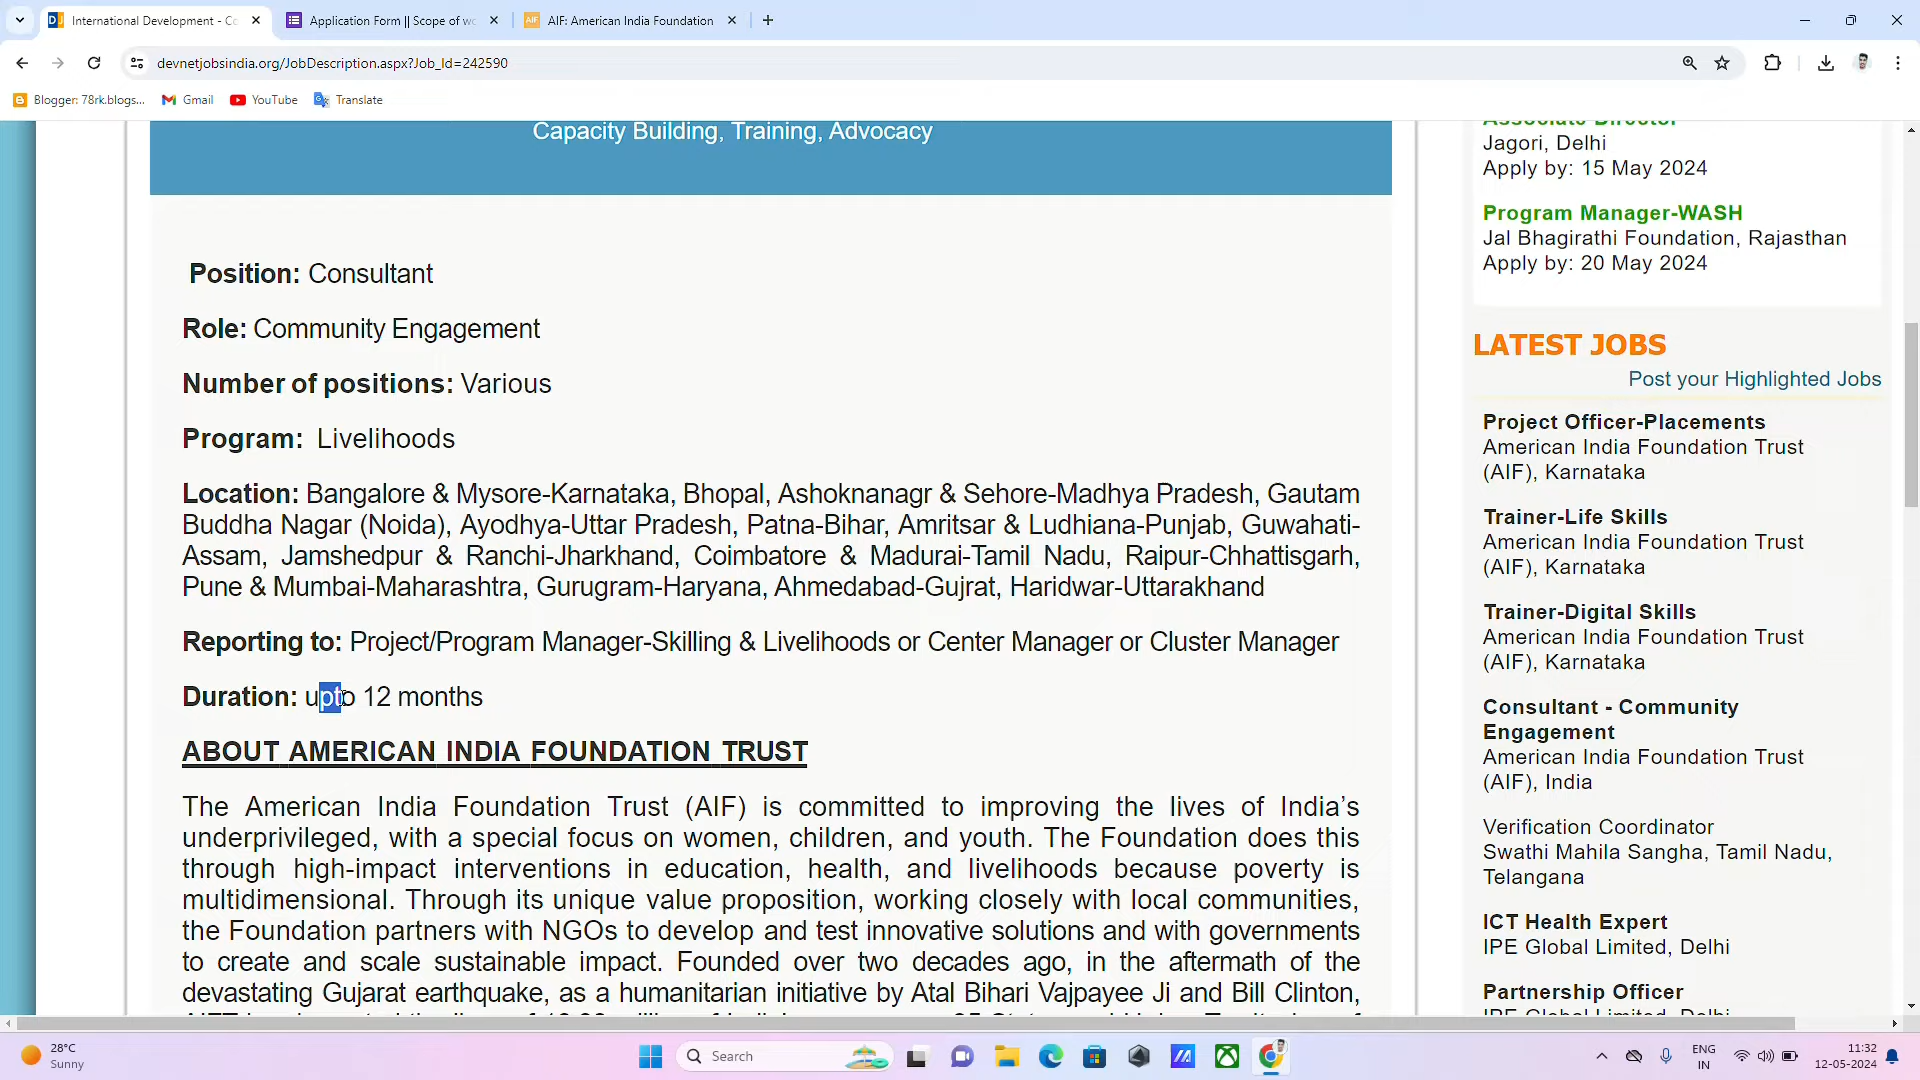 International Development - Co
Application Form || Scope of wo
AIF: American India Foundation
devnetjobsindia.org/JobDescription.aspx?Job_Id=242590
Blogger: 78rk.blogs...
Gmail
YouTube
Translate
Capacity Building, Training, Advocacy
Position: Consultant
Role: Community Engagement
Number of positions: Various
Program: Livelihoods
Location: Bangalore & Mysore-Karnataka, Bhopal, Ashoknanagr & Sehore-Madhya Pradesh, Gautam
Buddha Nagar (Noida), Ayodhya-Uttar Pradesh, Patna-Bihar, Amritsar & Ludhiana-Punjab, Guwahati-
Assam, Jamshedpur & Ranchi-Jharkhand, Coimbatore & Madurai-Tamil Nadu, Raipur-Chhattisgarh,
Pune & Mumbai-Maharashtra, Gurugram-Haryana, Ahmedabad-Gujrat, Haridwar-Uttarakhand
Reporting to: Project/Program Manager-Skilling & Livelihoods or Center Manager or Cluster Manager
Duration: upto 12 months
ABOUT AMERICAN INDIA FOUNDATION TRUST
The American India Foundation Trust (AIF) is committed to improving the lives of India's
underprivileged, with a special focus on women, children, and youth. The Foundation does this
through high-impact interventions in education, health, and livelihoods because poverty is
multidimensional. Through its unique value proposition, working closely with local communities,
the Foundation partners with NGOs to develop and test innovative solutions and with governments
to create and scale sustainable impact. Founded over two decades ago, in the aftermath of the
devastating Gujarat earthquake, as a humanitarian initiative by Atal Bihari Vajpayee Ji and Bill Clinton,
Associate Director
Jagori, Delhi
Apply by: 15 May 2024
Program Manager-WASH
Jal Bhagirathi Foundation, Rajasthan
Apply by: 20 May 2024
LATEST JOBS
Post your Highlighted Jobs
Project Officer-Placements
American India Foundation Trust
(AIF), Karnataka
Trainer-Life Skills
American India Foundation Trust
(AIF), Karnataka
Trainer-Digital Skills
American India Foundation Trust
(AIF), Karnataka
Consultant - Community
Engagement
American India Foundation Trust
(AIF), India
Verification Coordinator
Swathi Mahila Sangha, Tamil Nadu,
Telangana
ICT Health Expert
IPE Global Limited, Delhi
Partnership Officer
IPE Global Limited, Delhi
28°C
Sunny
Search
ENG
IN
11:32
12-05-2024